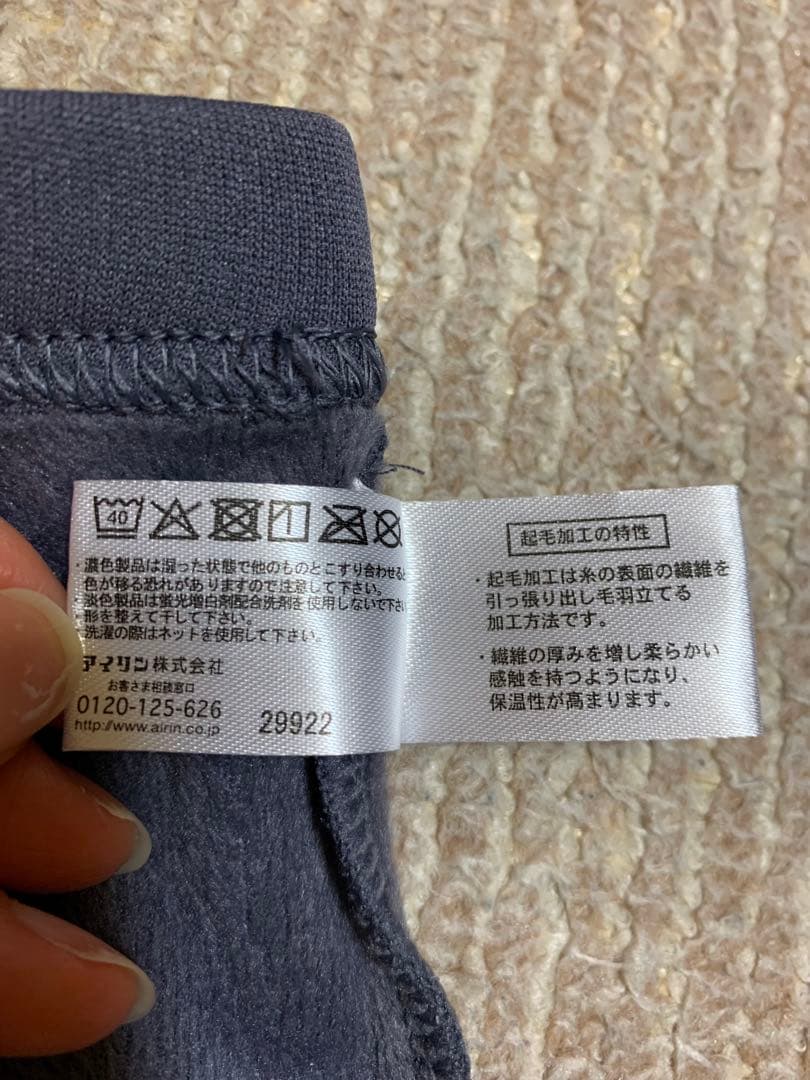 40
・濃色製品は湿った状態で他のものとこすり合わせると
色が移る恐れがありますので注意して下さい。
・淡色製品は蛍光増白剤配合洗剤を使用しないで下さい
・形を整えて干して下さい。
・洗濯の際はネットを使用して下さい。
アイリン株式会社
お客さま相談窓口
0120-125-626
http://www.airin.co.jp
29922
起毛加工の特性
・起毛加工は糸の表面の繊維を
引っ張り出し毛羽立てる
加工方法です。
・繊維の厚みを増し柔らかい
感触を持つようになり、
保温性が高まります。